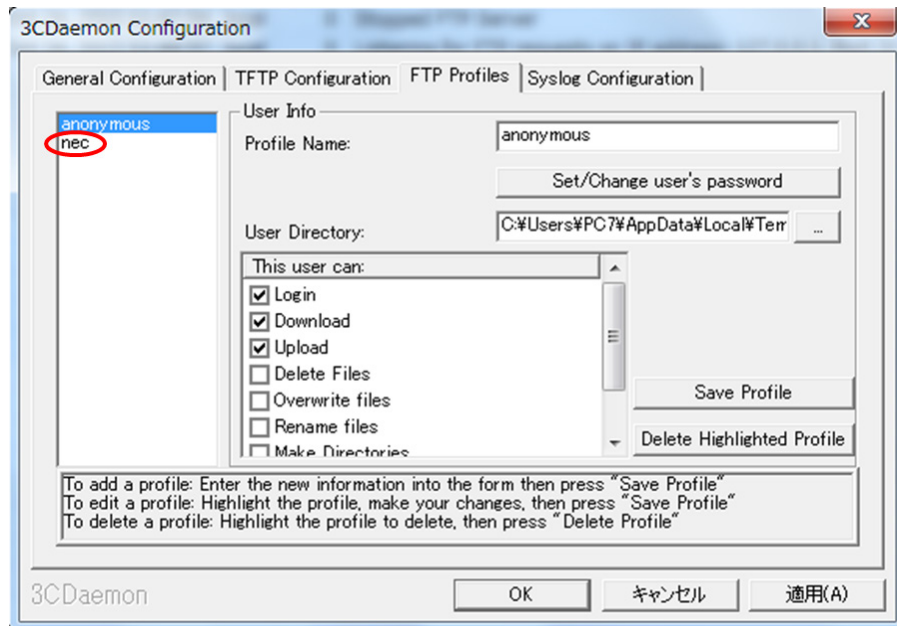 3CDaemon Configuration
General Configuration
TFTP Configuration
FTP Profiles
Syslog Configuration
anonymous
nec
User Info
Profile Name:
anonymous
Set/Change user's password
User Directory:
C:¥Users¥PC7¥AppData¥Local¥Tem
...
This user can:
Login
Download
Upload
Delete Files
Overwrite files
Rename files
Make Directories
Save Profile
Delete Highlighted Profile
To add a profile: Enter the new information into the form then press "Save Profile"
To edit a profile: Highlight the profile, make your changes, then press "Save Profile"
To delete a profile: Highlight the profile to delete, then press "Delete Profile"
3CDaemon
OK
キャンセル
適用(A)